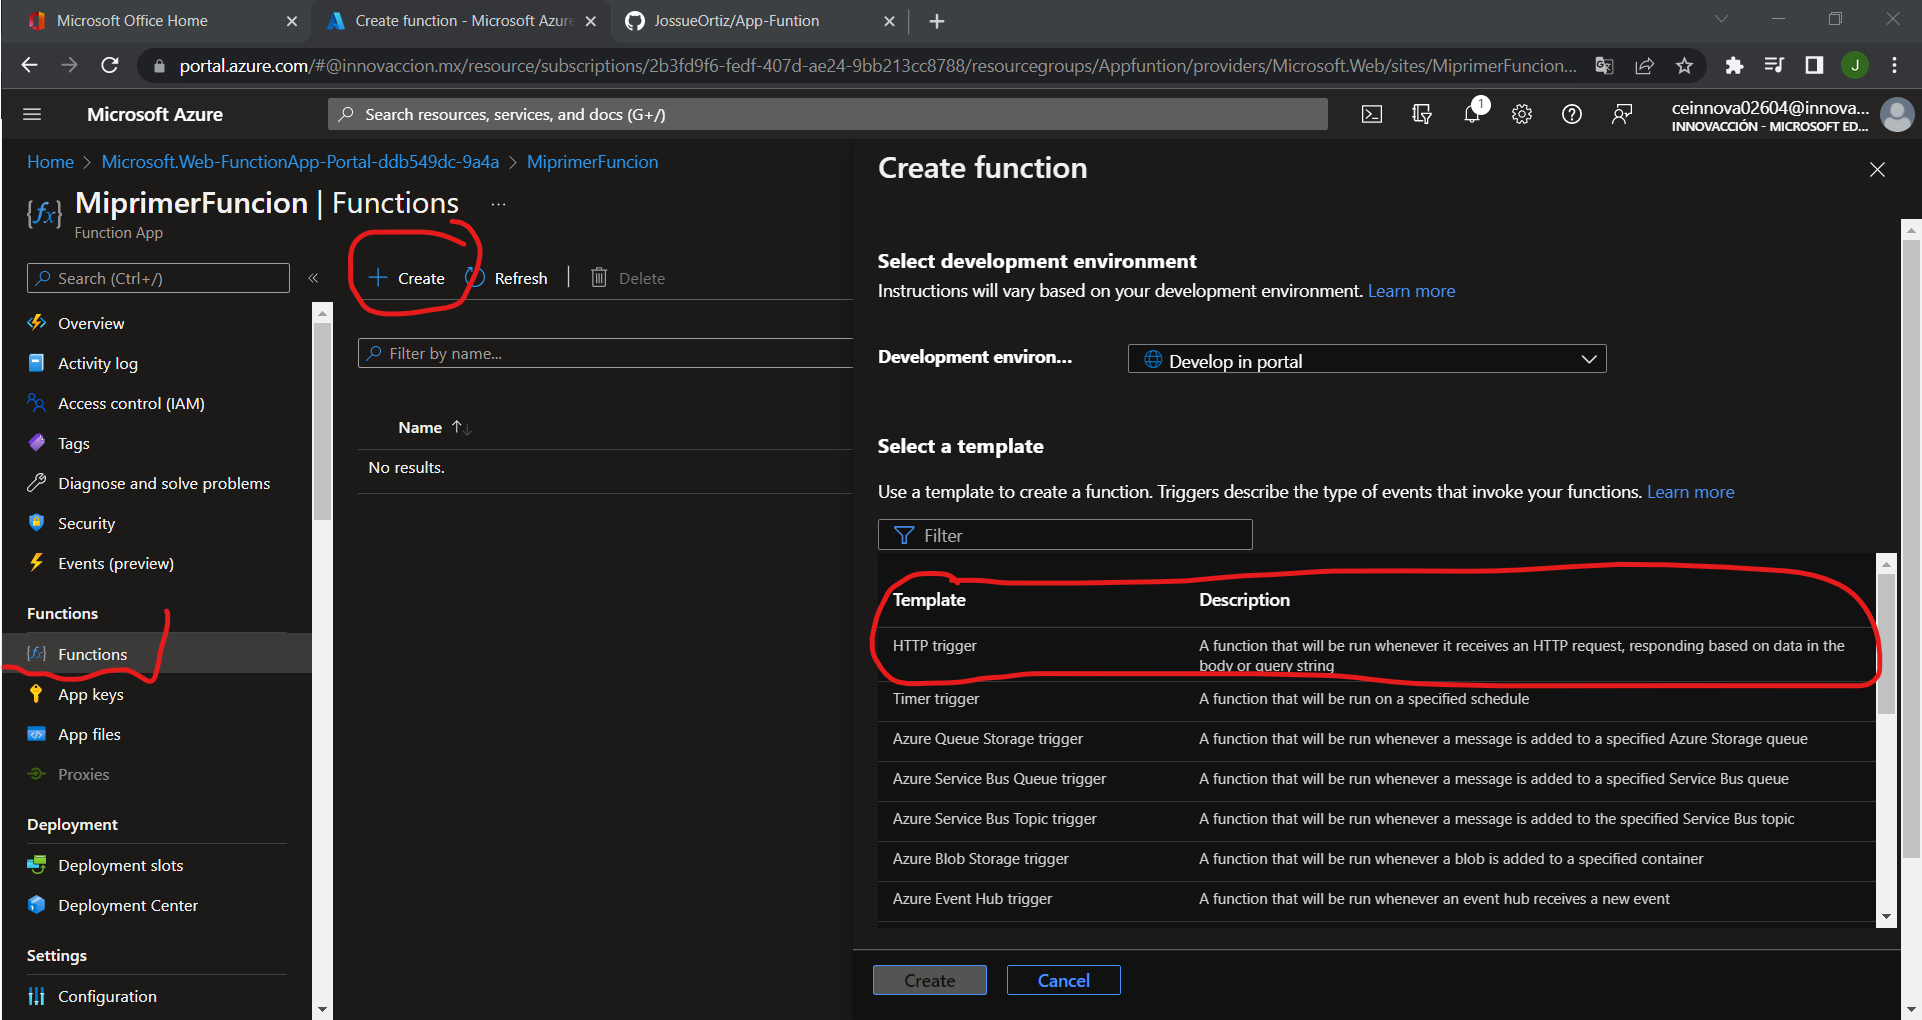 Microsoft Office Home
Create function - Microsoft Azure
JossueOrtiz/App-Funtion
portal.azure.com/#@innovaccion.mx/resource/subscriptions/2b3fd9f6-fedf-407d-ae24-9bb213cc8788/resourcegroups/Appfuntion/providers/Microsoft.Web/sites/MiprimerFuncion...
J
Microsoft Azure
Search resources, services, and docs (G+/)
1
ceinnova02604@innova...
INNOVACCIÓN - MICROSOFT ED...
Home > Microsoft.Web-FunctionApp-Portal-ddb549dc-9a4a > MiprimerFuncion
MiprimerFuncion | Functions ...
Function App
Search (Ctrl+/)
«
Overview
Activity log
Access control (IAM)
Tags
Diagnose and solve problems
Security
Events (preview)
Functions
Functions
App keys
App files
Proxies
Deployment
Deployment slots
Deployment Center
Settings
Configuration
+ Create
Refresh
Delete
Filter by name...
Name ↑↓
No results.
Create function
Select development environment
Instructions will vary based on your development environment. Learn more
Development environ...
Develop in portal
Select a template
Use a template to create a function. Triggers describe the type of events that invoke your functions. Learn more
Filter
Template Description
HTTP trigger A function that will be run whenever it receives an HTTP request, responding based on data in the
body or query string
Timer trigger A function that will be run on a specified schedule
Azure Queue Storage trigger A function that will be run whenever a message is added to a specified Azure Storage queue
Azure Service Bus Queue trigger A function that will be run whenever a message is added to a specified Service Bus queue
Azure Service Bus Topic trigger A function that will be run whenever a message is added to the specified Service Bus topic
Azure Blob Storage trigger A function that will be run whenever a blob is added to a specified container
Azure Event Hub trigger A function that will be run whenever an event hub receives a new event
Create
Cancel